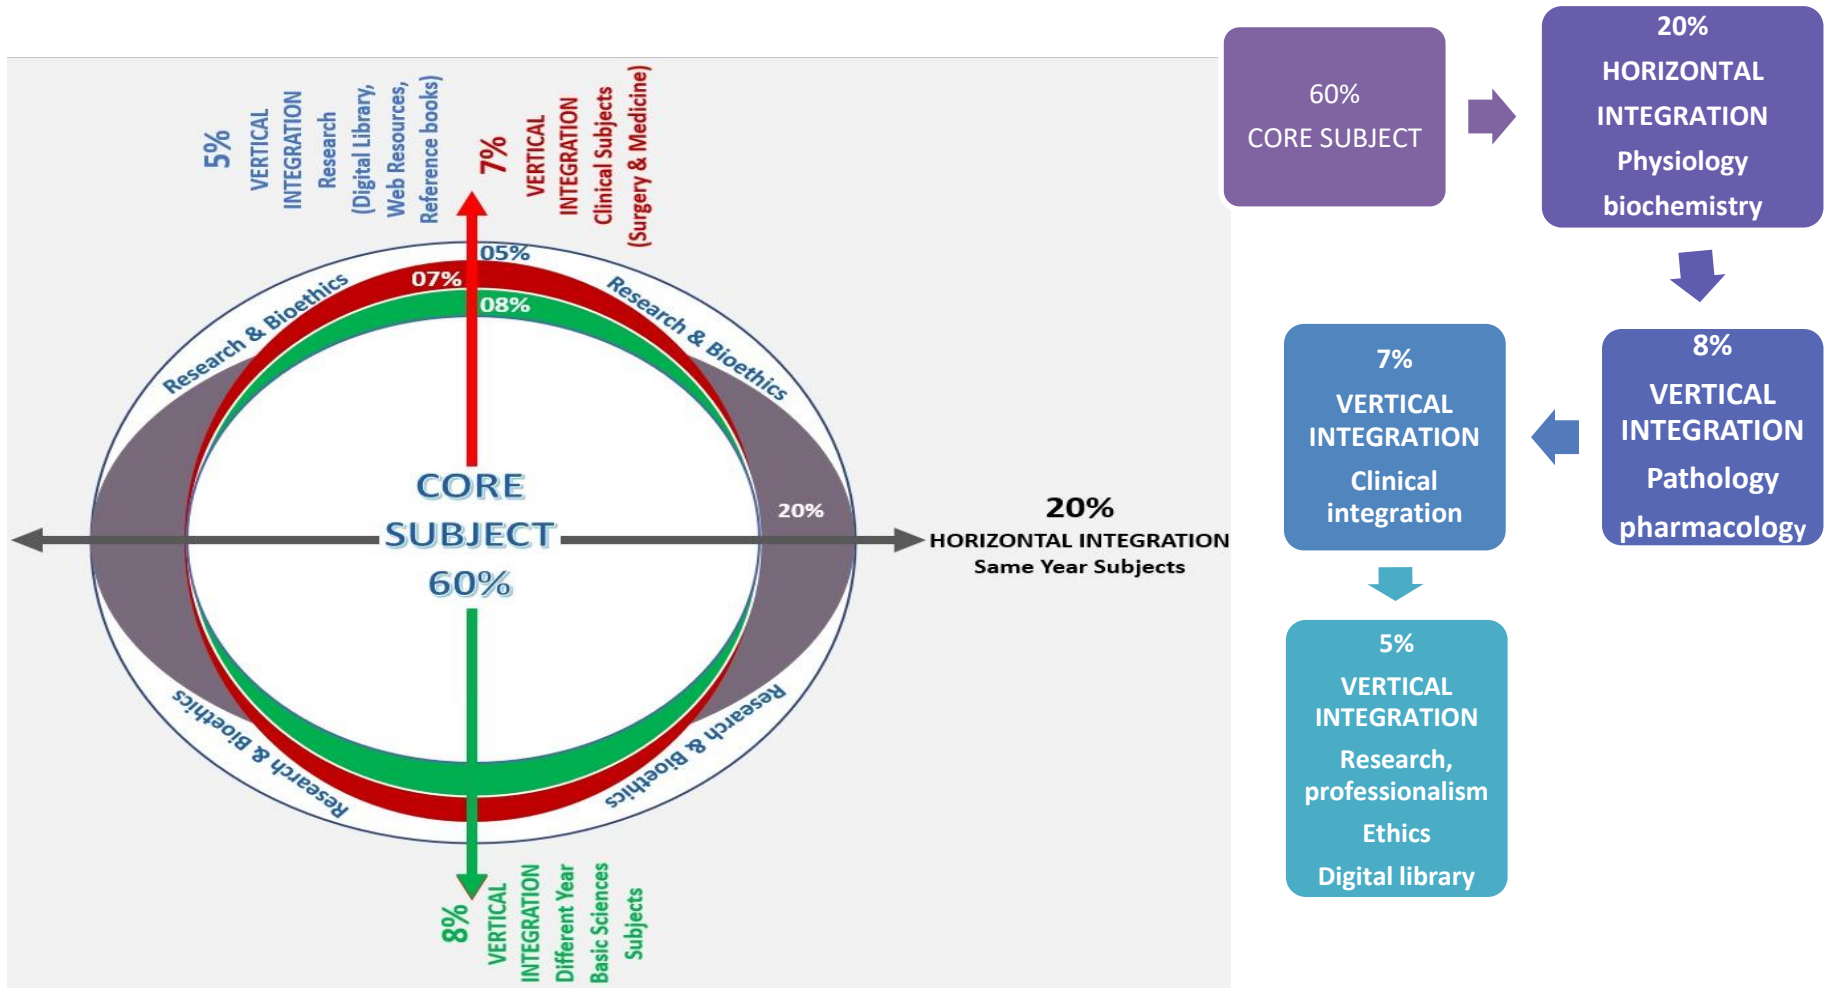 5%
VERTICAL
INTEGRATION
Research
(Digital Library,
Web Resources,
Reference books)
7%
VERTICAL
INTEGRATION
Clinical Subjects
(Surgery & Medicine)
05%
07%
08%
Research & Bioethics
Research & Bioethics
CORE
SUBJECT
60%
20%
20%
HORIZONTAL INTEGRATION
Same Year Subjects
Research & Bioethics
Research & Bioethics
8%
VERTICAL
INTEGRATION
Different Year
Basic Sciences
Subjects
60%
CORE SUBJECT
20%
HORIZONTAL
INTEGRATION
Physiology
biochemistry
8%
VERTICAL
INTEGRATION
Pathology
pharmacology
7%
VERTICAL
INTEGRATION
Clinical
integration
5%
VERTICAL
INTEGRATION
Research,
professionalism
Ethics
Digital library